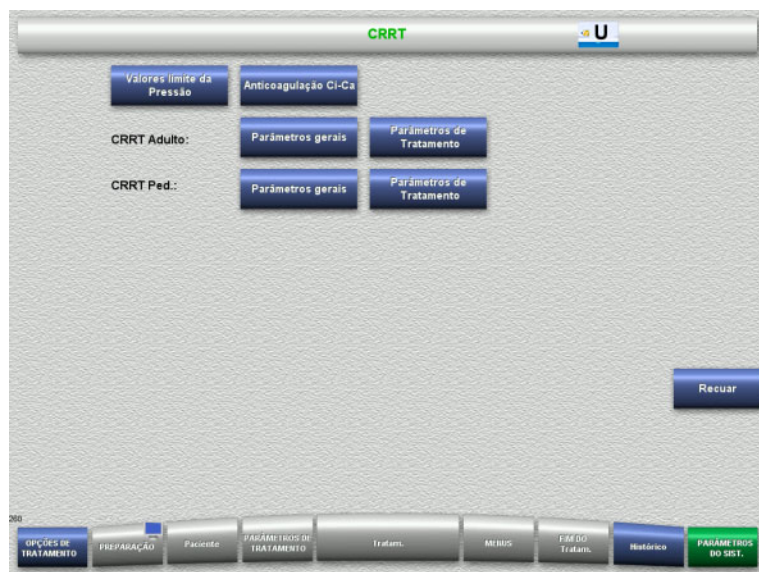 CRRT
U
Valores límite da
Pressão
Anticoagulação Ci-Ca
CRRT Adulto:
Parâmetros gerais
Parâmetros de
Tratamento
CRRT Ped.:
Parâmetros gerais
Parâmetros de
Tratamento
Recuar
260
OPÇÕES DE
TRATAMENTO
PREPARAÇÃO
Paciente
PARÂMETROS DE
TRATAMENTO
Tratam.
MENUS
FIM DO
Tratam.
Histórico
PARÂMETROS
DO SIST.